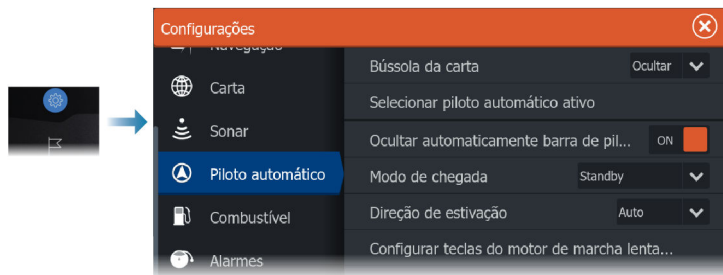 Configurações
Navegação
Carta
Sonar
Piloto automático
Combustível
Alarmes
Bússola da carta Ocultar
Selecionar piloto automático ativo
Ocultar automaticamente barra de pil... ON
Modo de chegada Standby
Direção de estivação Auto
Configurar teclas do motor de marcha lenta...